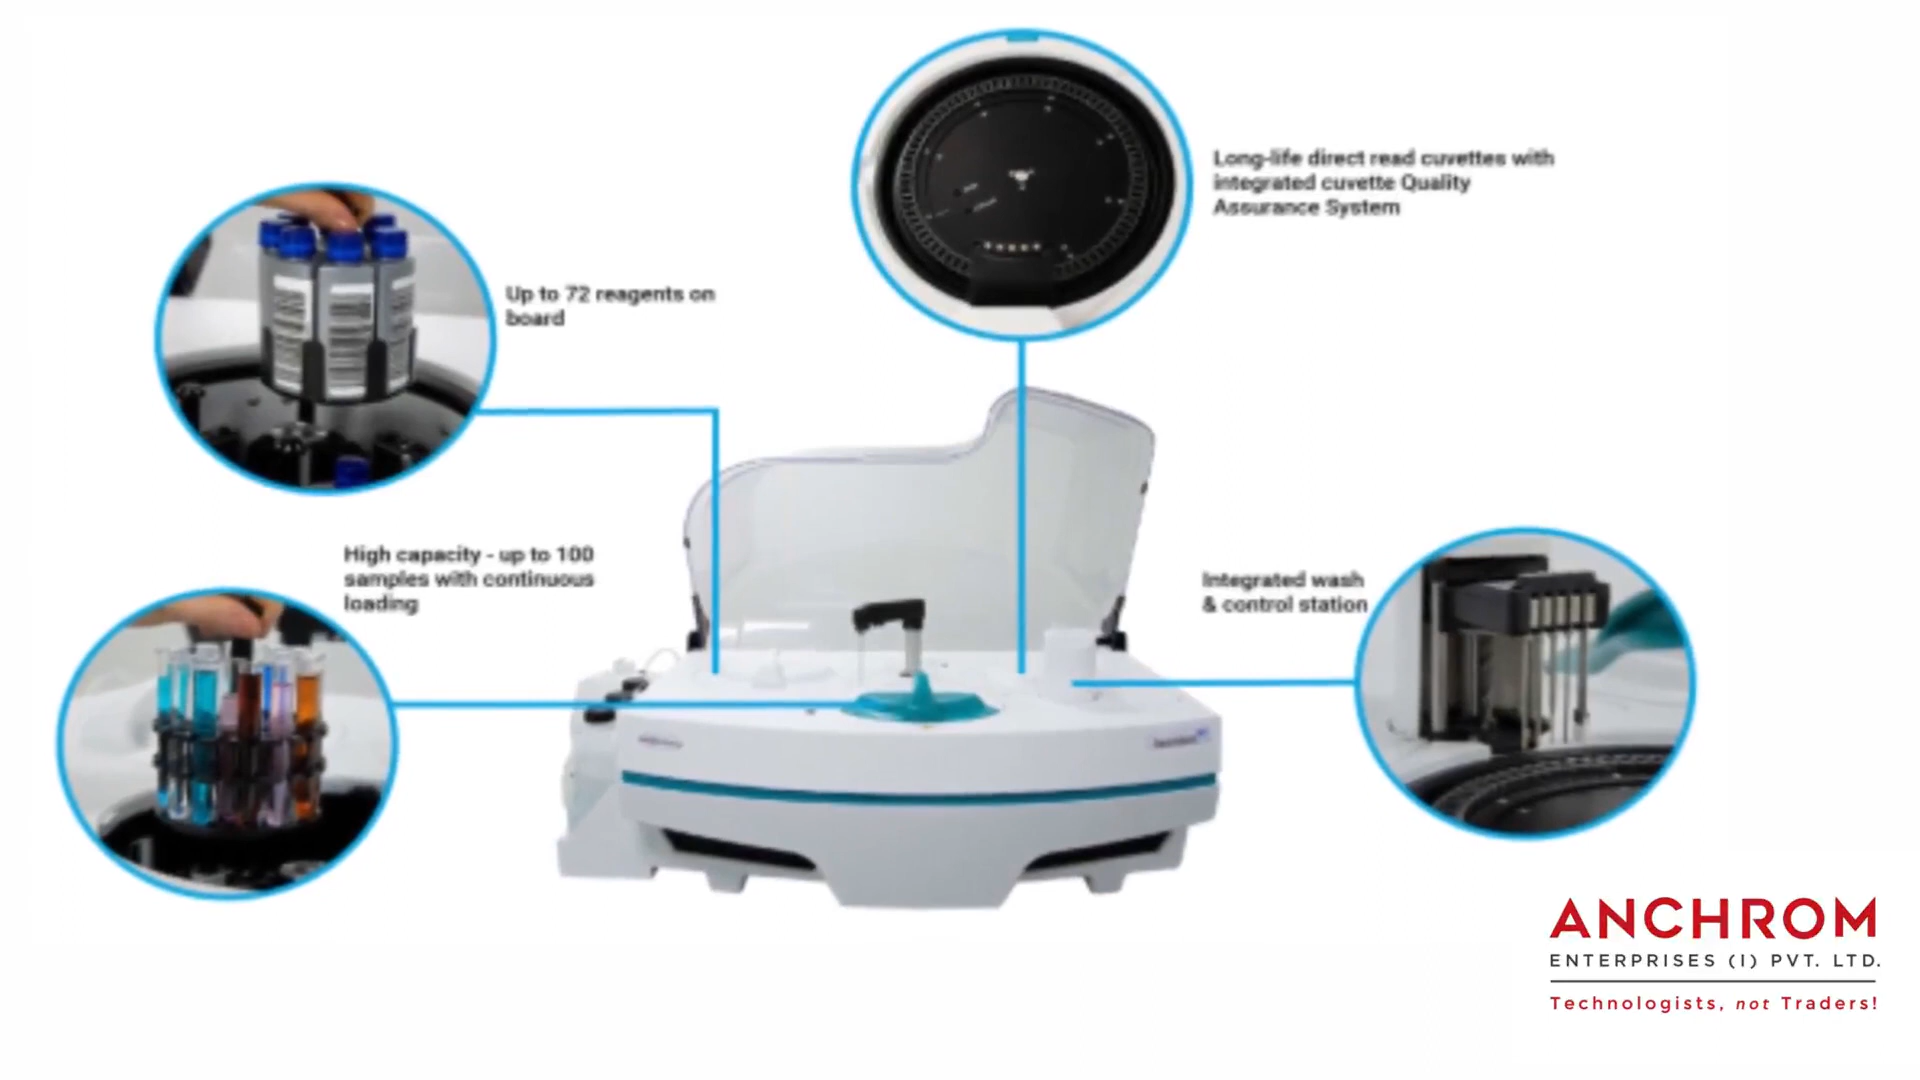 Long-life direct read cuvettes with
integrated cuvette Quality
Assurance System
Up to 72 reagents on
board
High capacity - up to 100
samples with continuous
loading
Integrated wash
& control station
ANCHROM
ENTERPRISES (I) PVT. LTD.
Technologists, not Traders!